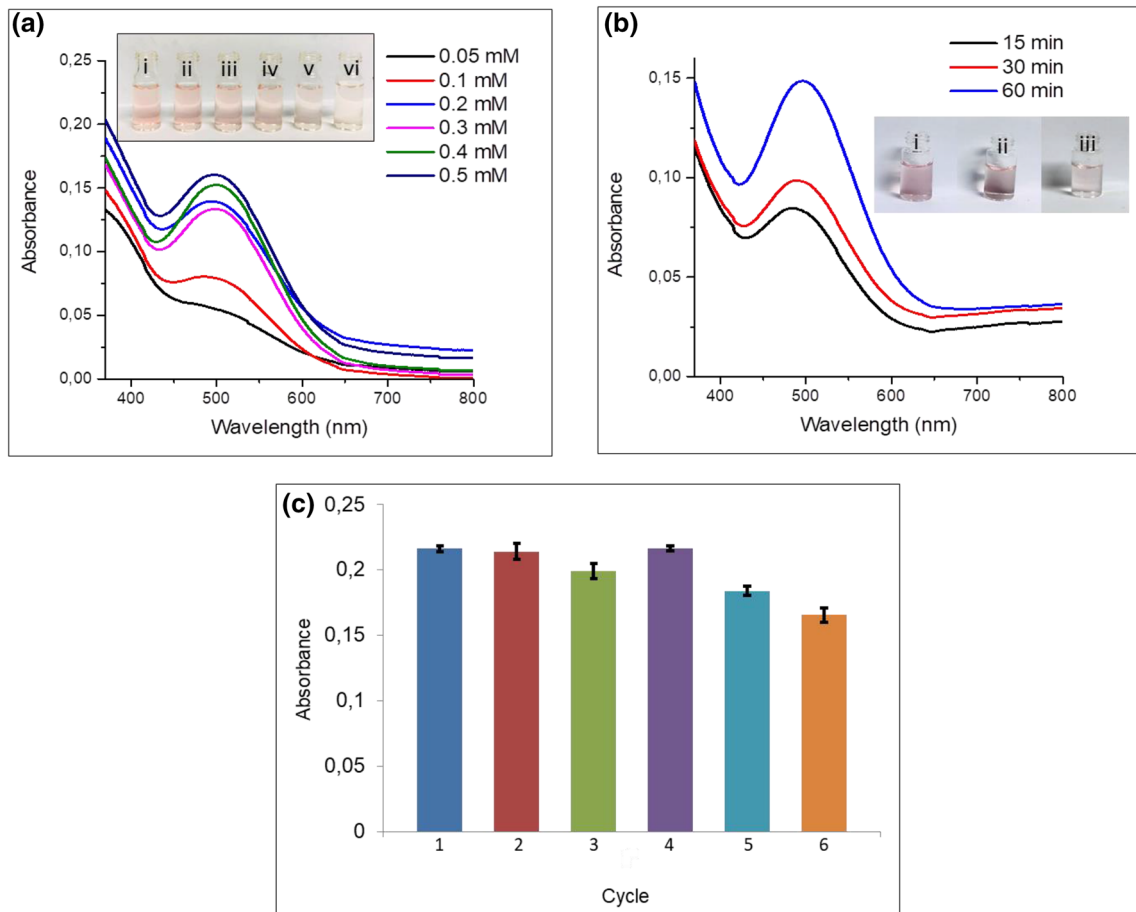 (a)
i ii iii iv v vi
0.05 mM
0.1 mM
0.2 mM
0.3 mM
0.4 mM
0.5 mM
0,25
0,20
0,15
0,10
0,05
0,00
Absorbance
400 500 600 700 800
Wavelength (nm)
(b)
15 min
30 min
60 min
i ii iii
0,15
0,10
0,05
0,00
Absorbance
400 500 600 700 800
Wavelength (nm)
(c)
0,25
0,2
0,15
0,1
0,05
0
Absorbance
1 2 3 4 5 6
Cycle